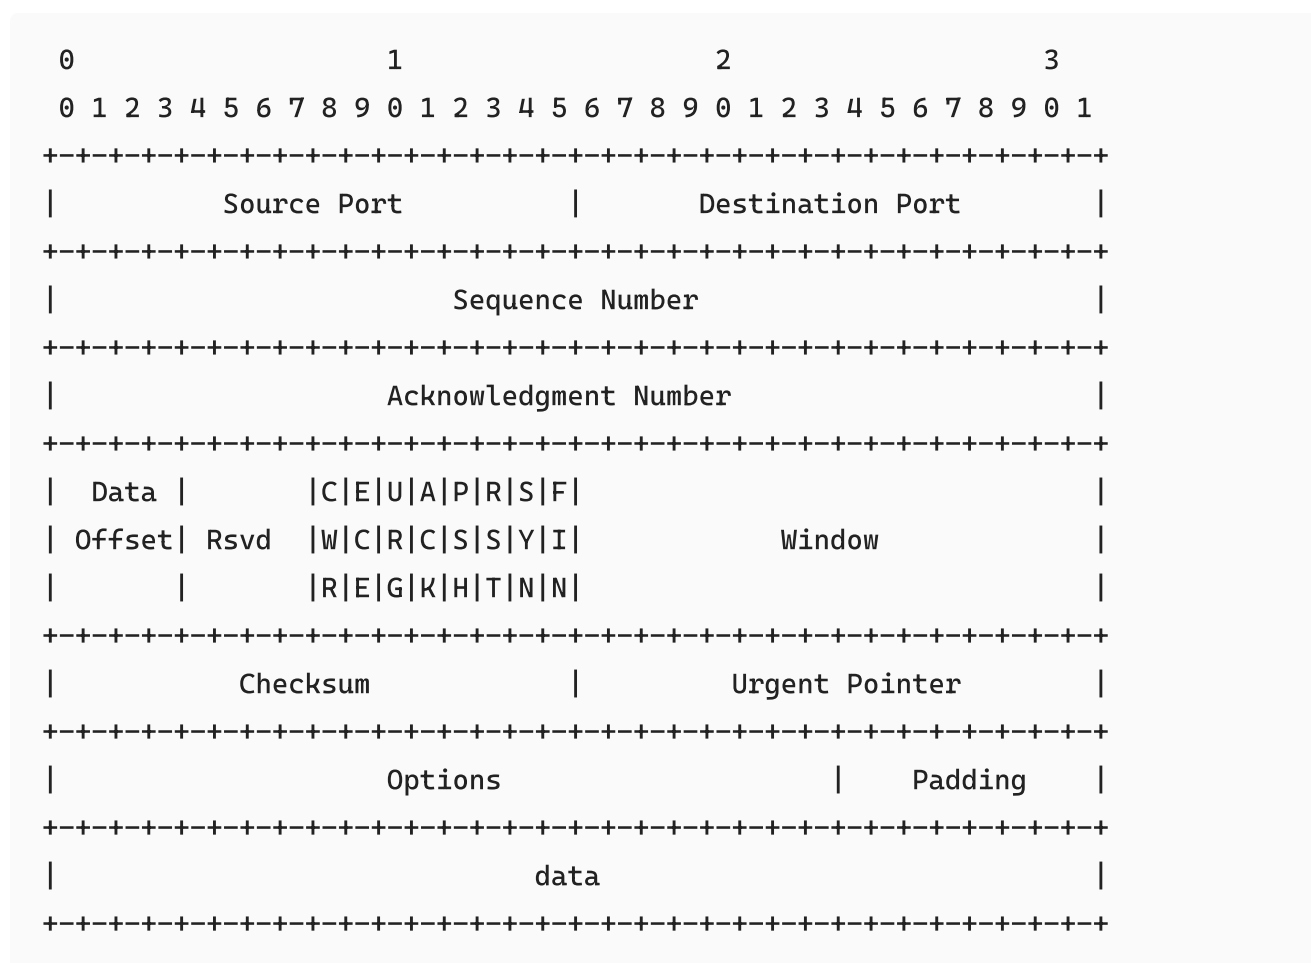 0                   1                   2                   3
 0 1 2 3 4 5 6 7 8 9 0 1 2 3 4 5 6 7 8 9 0 1 2 3 4 5 6 7 8 9 0 1
+-+-+-+-+-+-+-+-+-+-+-+-+-+-+-+-+-+-+-+-+-+-+-+-+-+-+-+-+-+-+-+-+
|          Source Port          |       Destination Port        |
+-+-+-+-+-+-+-+-+-+-+-+-+-+-+-+-+-+-+-+-+-+-+-+-+-+-+-+-+-+-+-+-+
|                        Sequence Number                        |
+-+-+-+-+-+-+-+-+-+-+-+-+-+-+-+-+-+-+-+-+-+-+-+-+-+-+-+-+-+-+-+-+
|                    Acknowledgment Number                      |
+-+-+-+-+-+-+-+-+-+-+-+-+-+-+-+-+-+-+-+-+-+-+-+-+-+-+-+-+-+-+-+-+
|  Data |       |C|E|U|A|P|R|S|F|                               |
| Offset| Rsvd  |W|C|R|C|S|S|Y|I|            Window             |
|       |       |R|E|G|K|H|T|N|N|                               |
+-+-+-+-+-+-+-+-+-+-+-+-+-+-+-+-+-+-+-+-+-+-+-+-+-+-+-+-+-+-+-+-+
|           Checksum            |         Urgent Pointer        |
+-+-+-+-+-+-+-+-+-+-+-+-+-+-+-+-+-+-+-+-+-+-+-+-+-+-+-+-+-+-+-+-+
|                    Options                    |    Padding    |
+-+-+-+-+-+-+-+-+-+-+-+-+-+-+-+-+-+-+-+-+-+-+-+-+-+-+-+-+-+-+-+-+
|                             data                              |
+-+-+-+-+-+-+-+-+-+-+-+-+-+-+-+-+-+-+-+-+-+-+-+-+-+-+-+-+-+-+-+-+